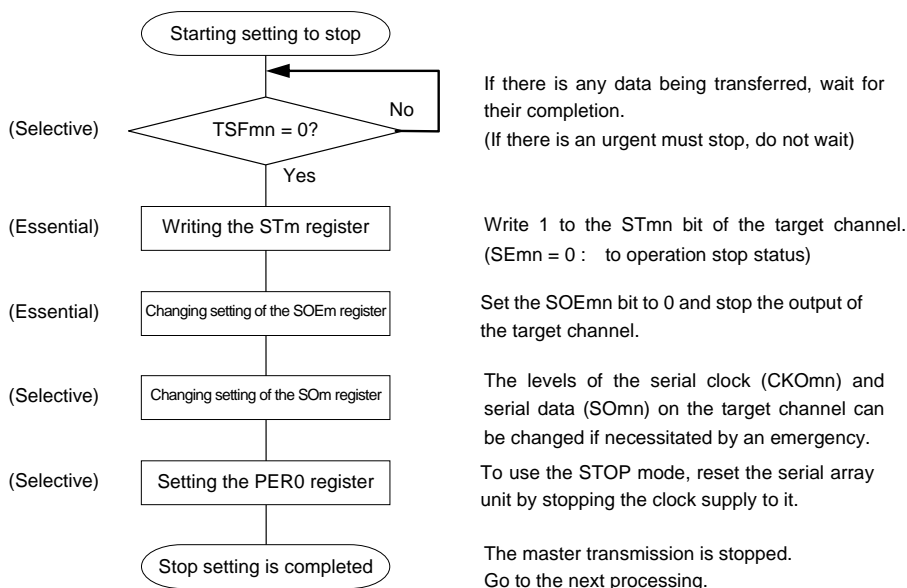 Starting setting to stop
If there is any data being transferred, wait for
their completion.
(If there is an urgent must stop, do not wait)
(Selective)
TSFmn = 0?
No
Yes
(Essential)
Writing the STm register
Write 1 to the STmn bit of the target channel.
(SEmn = 0 : to operation stop status)
(Essential)
Changing setting of the SOEm register
Set the SOEmn bit to 0 and stop the output of
the target channel.
(Selective)
Changing setting of the SOm register
The levels of the serial clock (CKOmn) and
serial data (SOmn) on the target channel can
be changed if necessitated by an emergency.
(Selective)
Setting the PER0 register
To use the STOP mode, reset the serial array
unit by stopping the clock supply to it.
Stop setting is completed
The master transmission is stopped.
Go to the next processing.